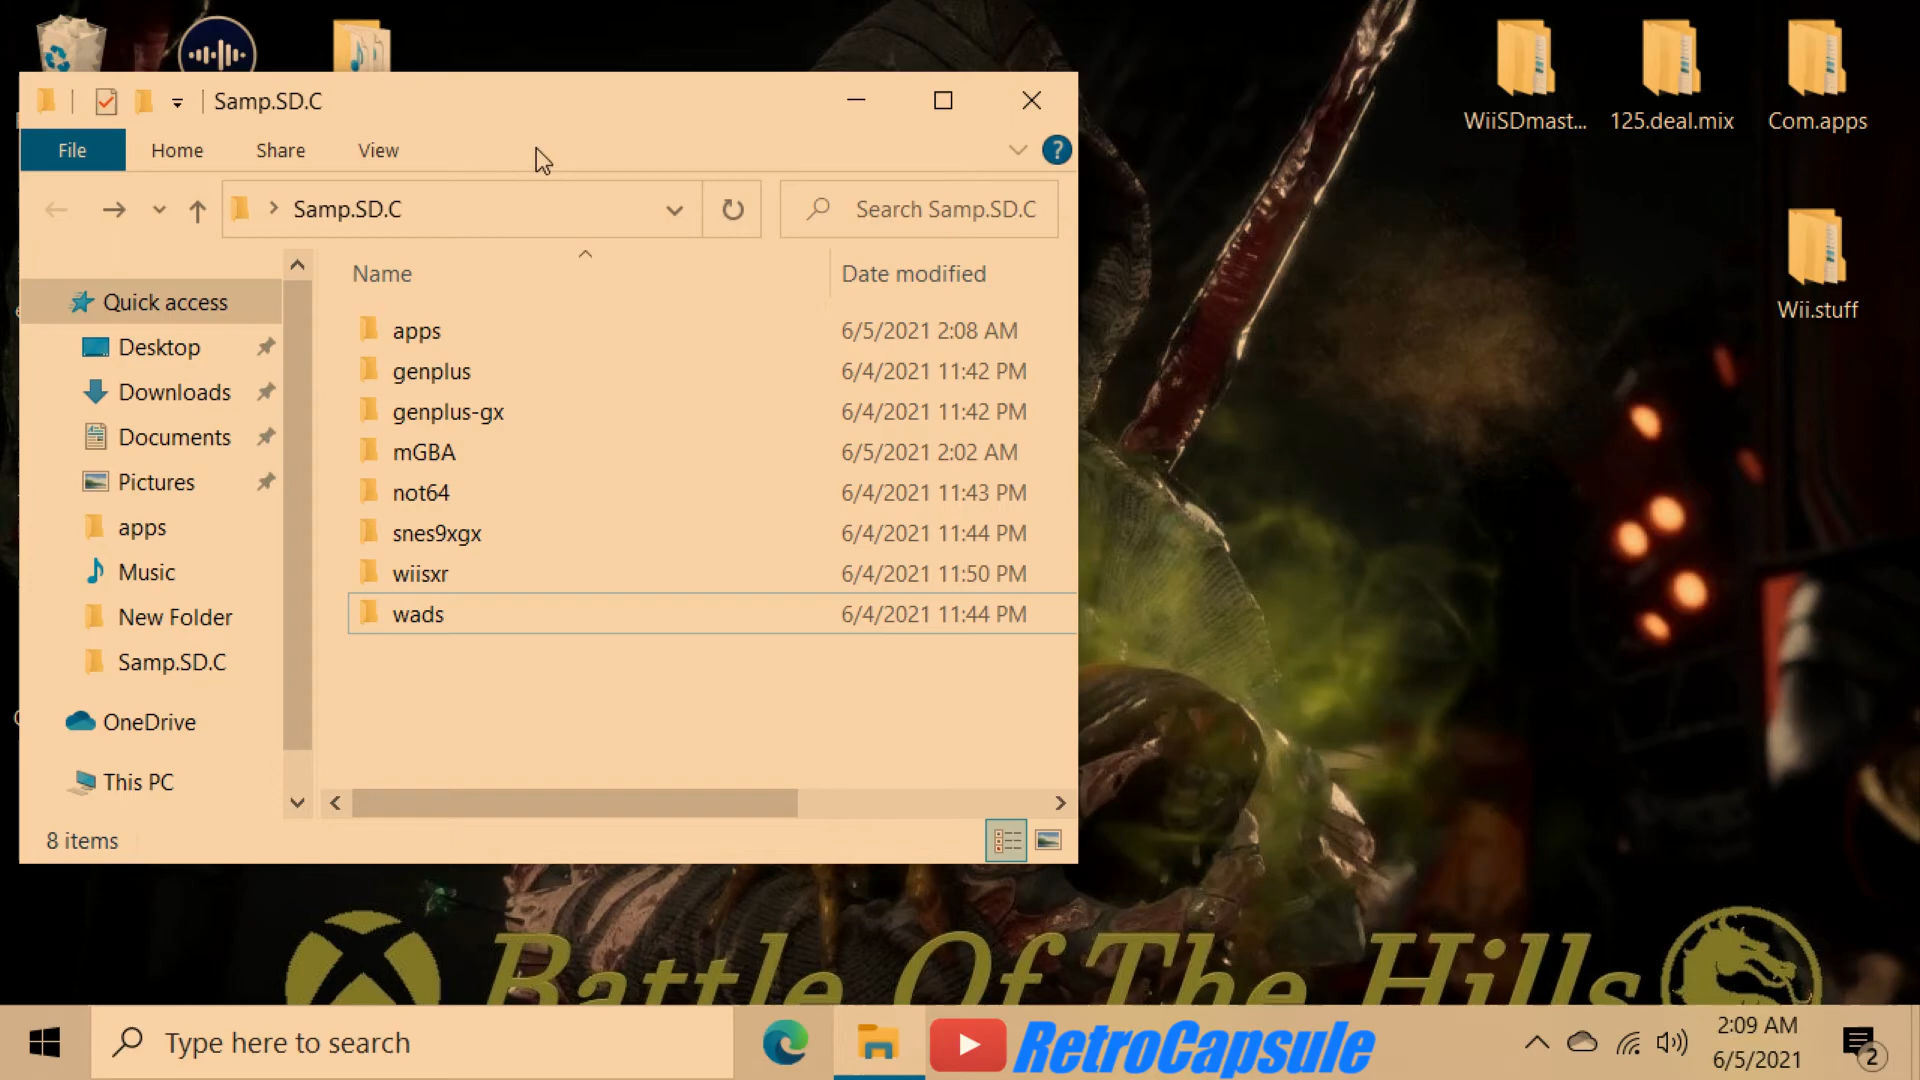 Samp.SD.C
File Home Share View ?
Samp.SD.C
Search Samp.SD.C
Name Date modified
Quick access
Desktop
Downloads
Documents
Pictures
apps
Music
New Folder
Samp.SD.C
OneDrive
This PC
apps 6/5/2021 2:08 AM
genplus 6/4/2021 11:42 PM
genplus-gx 6/4/2021 11:42 PM
mGBA 6/5/2021 2:02 AM
not64 6/4/2021 11:43 PM
snes9xgx 6/4/2021 11:44 PM
wiisxr 6/4/2021 11:50 PM
wads 6/4/2021 11:44 PM
8 items
WiiSDmast...
125.deal.mix
Com.apps
Wii.stuff
Battle Of The Hills
Type here to search
RetroCapsule
2:09 AM
6/5/2021
2